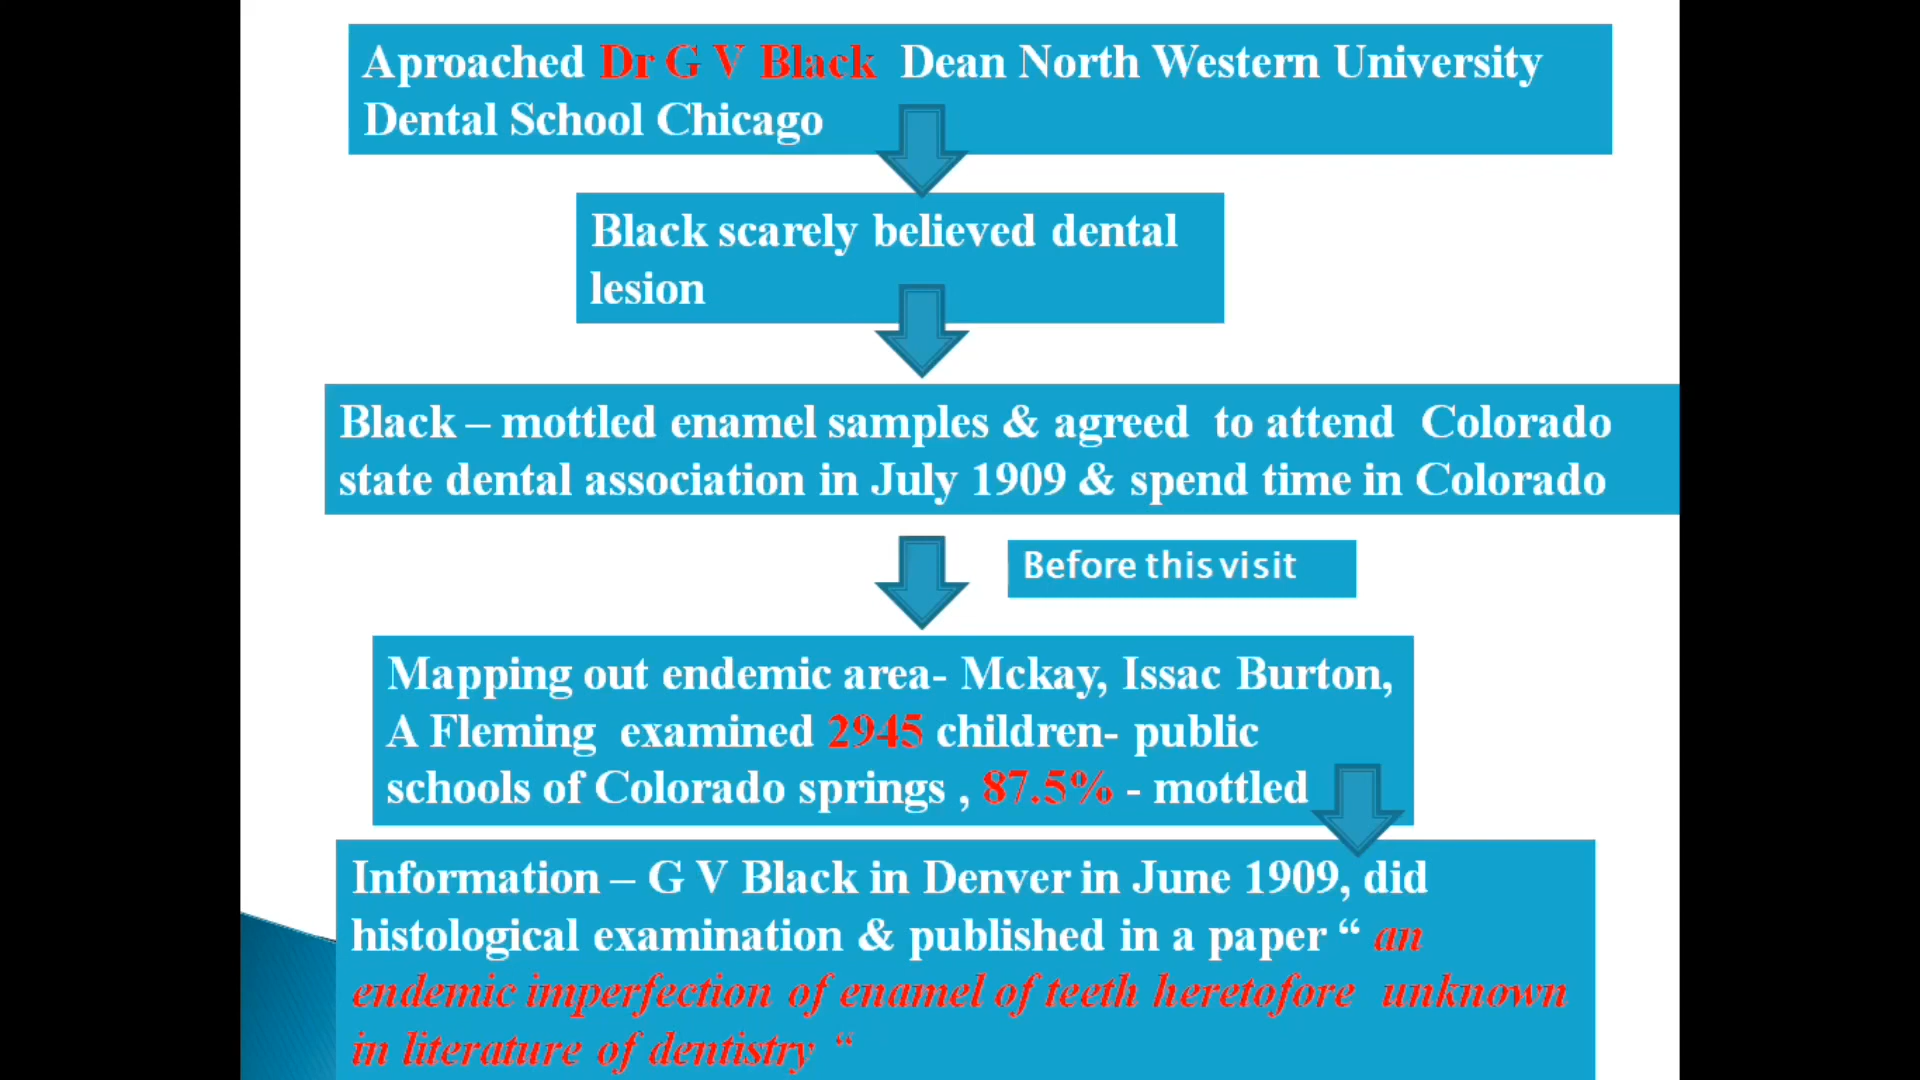 Aproached Dr G V Black Dean North Western University
Dental School Chicago
Black scarely believed dental
lesion
Black – mottled enamel samples & agreed to attend Colorado
state dental association in July 1909 & spend time in Colorado
Before this visit
Mapping out endemic area- Mckay, Issac Burton,
A Fleming examined 2945 children- public
schools of Colorado springs , 87.5% - mottled
Information – G V Black in Denver in June 1909, did
histological examination & published in a paper “ an
endemic imperfection of enamel of teeth heretofore unknown
in literature of dentistry “